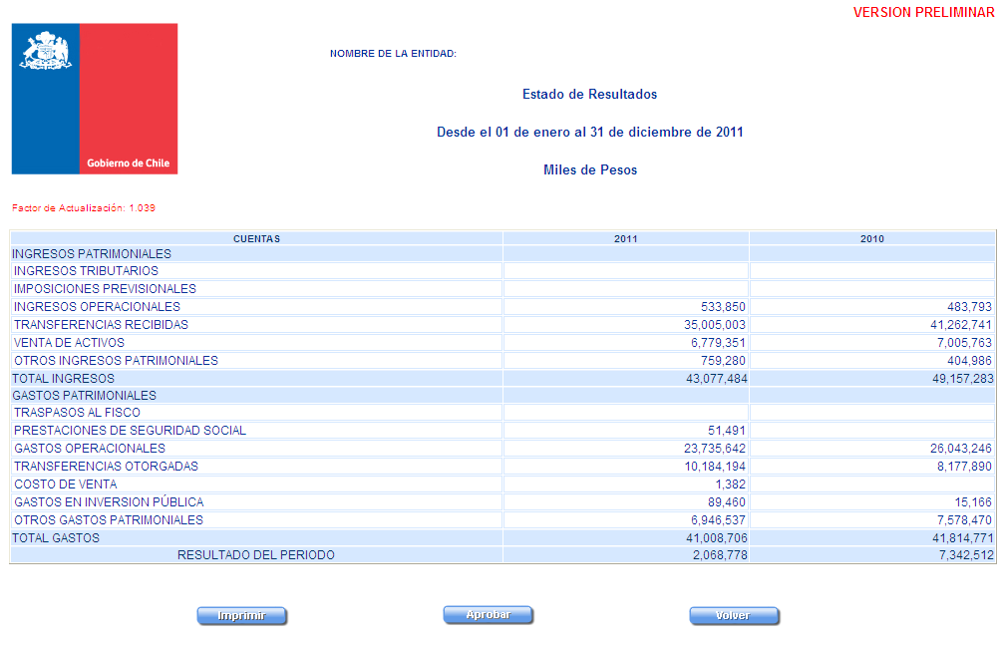 VERSION PRELIMINAR
NOMBRE DE LA ENTIDAD:
Estado de Resultados
Desde el 01 de enero al 31 de diciembre de 2011
Miles de Pesos
Gobierno de Chile
Factor de Actualización: 1.039
CUENTAS 2011 2010
INGRESOS PATRIMONIALES
INGRESOS TRIBUTARIOS
IMPOSICIONES PREVISIONALES
INGRESOS OPERACIONALES 533,850 483,793
TRANSFERENCIAS RECIBIDAS 35,005,003 41,262,741
VENTA DE ACTIVOS 6,779,351 7,005,763
OTROS INGRESOS PATRIMONIALES 759,280 404,986
TOTAL INGRESOS 43,077,484 49,157,283
GASTOS PATRIMONIALES
TRASPASOS AL FISCO
PRESTACIONES DE SEGURIDAD SOCIAL 51,491
GASTOS OPERACIONALES 23,735,642 26,043,246
TRANSFERENCIAS OTORGADAS 10,184,194 8,177,890
COSTO DE VENTA 1,382
GASTOS EN INVERSION PÚBLICA 89,460 15,166
OTROS GASTOS PATRIMONIALES 6,946,537 7,578,470
TOTAL GASTOS 41,008,706 41,814,771
RESULTADO DEL PERIODO 2,068,778 7,342,512
Imprimir Aprobar Volver